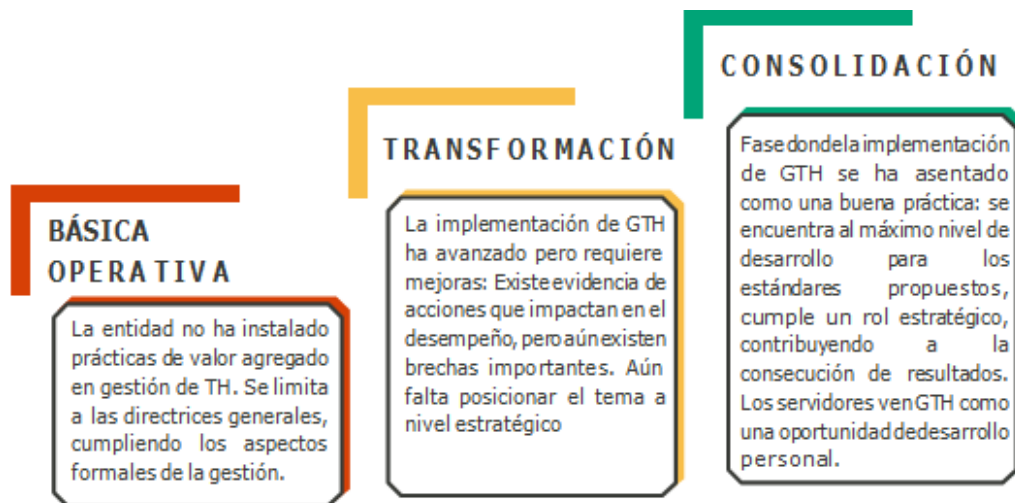 BÁSICA
OPERATIVA
La entidad no ha instalado
prácticas de valor agregado
en gestión de TH. Se limita
a las directrices generales,
cumpliendo los aspectos
formales de la gestión.
TRANSFORMACIÓN
La implementación de GTH
ha avanzado pero requiere
mejoras: Existe evidencia de
acciones que impactan en el
desempeño, pero aún existen
brechas importantes. Aún
falta posicionar el tema a
nivel estratégico
CONSOLIDACIÓN
Fase donde la implementación
de GTH se ha asentado
como una buena práctica: se
encuentra al máximo nivel de
desarrollo para los
estándares propuestos,
cumple un rol estratégico,
contribuyendo a la
consecución de resultados.
Los servidores ven GTH como
una oportunidad de desarrollo
personal.